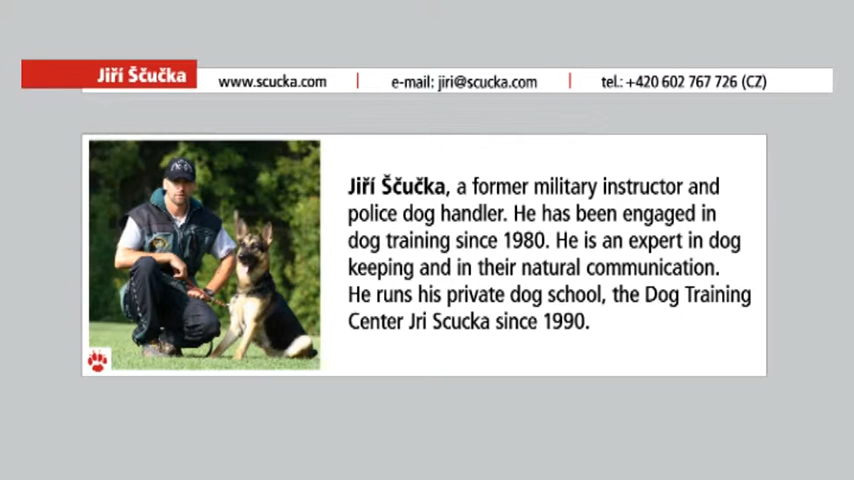 Jiří Ščučka
www.scucka.com
e-mail: jiri@scucka.com
tel.: +420 602 767 726 (CZ)
Jiří Ščučka, a former military instructor and
police dog handler. He has been engaged in
dog training since 1980. He is an expert in dog
keeping and in their natural communication.
He runs his private dog school, the Dog Training
Center Jri Scucka since 1990.